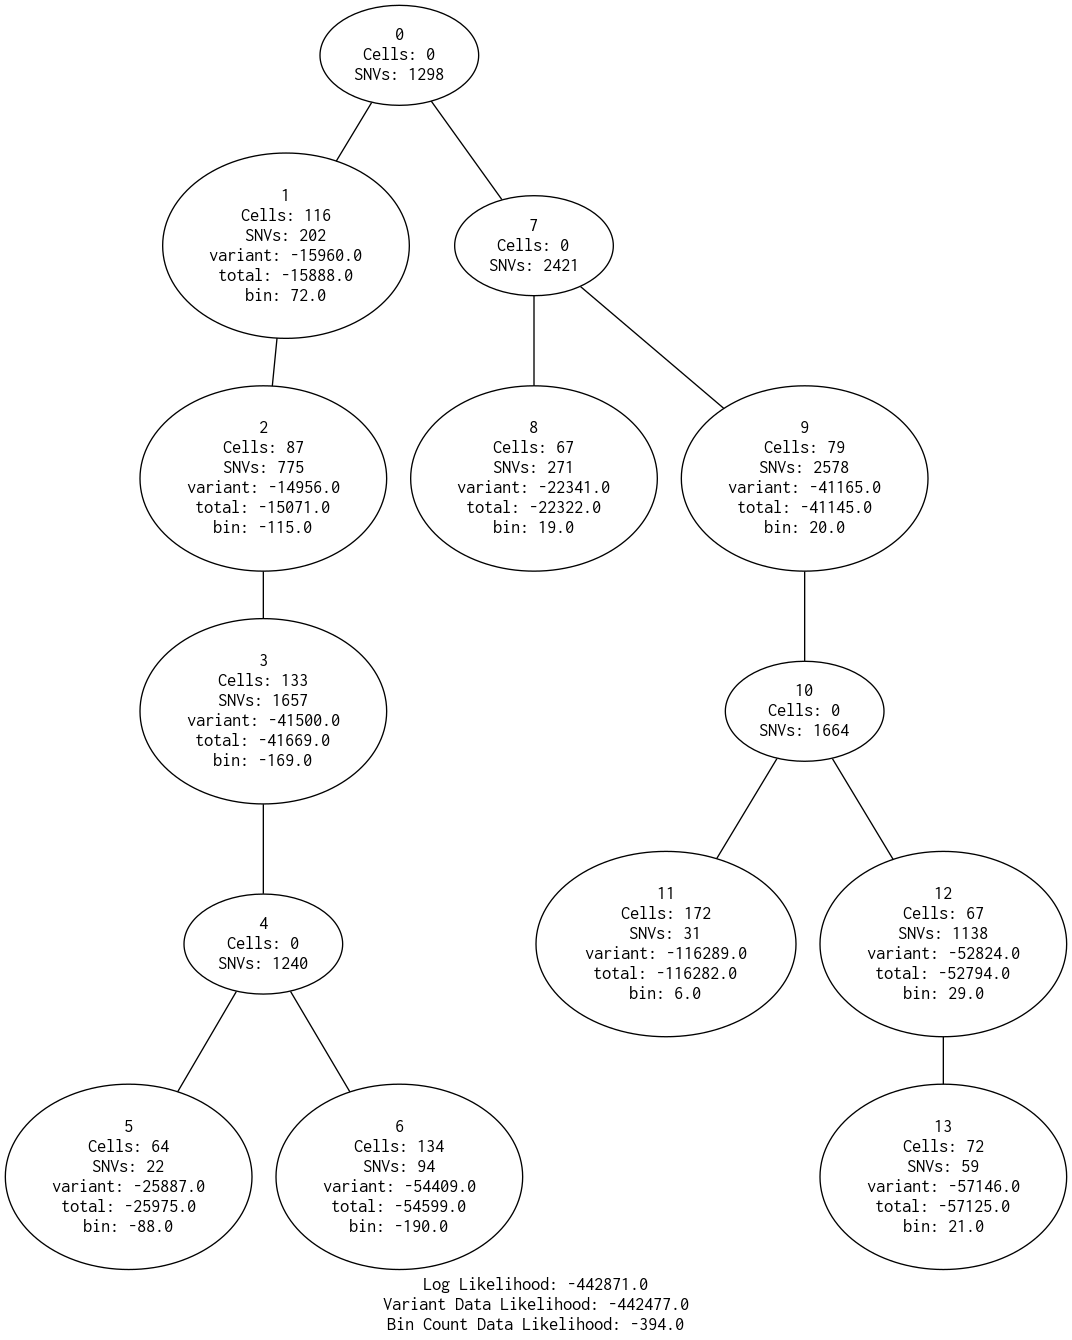 0
Cells: 0
SNVs: 1298
1
Cells: 116
SNVs: 202
variant: -15960.0
total: -15888.0
bin: 72.0
7
Cells: 0
SNVs: 2421
2
Cells: 87
SNVs: 775
variant: -14956.0
total: -15071.0
bin: -115.0
8
Cells: 67
SNVs: 271
variant: -22341.0
total: -22322.0
bin: 19.0
9
Cells: 79
SNVs: 2578
variant: -41165.0
total: -41145.0
bin: 20.0
3
Cells: 133
SNVs: 1657
variant: -41500.0
total: -41669.0
bin: -169.0
10
Cells: 0
SNVs: 1664
4
Cells: 0
SNVs: 1240
11
Cells: 172
SNVs: 31
variant: -116289.0
total: -116282.0
bin: 6.0
12
Cells: 67
SNVs: 1138
variant: -52824.0
total: -52794.0
bin: 29.0
5
Cells: 64
SNVs: 22
variant: -25887.0
total: -25975.0
bin: -88.0
6
Cells: 134
SNVs: 94
variant: -54409.0
total: -54599.0
bin: -190.0
13
Cells: 72
SNVs: 59
variant: -57146.0
total: -57125.0
bin: 21.0
Log Likelihood: -442871.0
Variant Data Likelihood: -442477.0
Bin Count Data Likelihood: -394.0